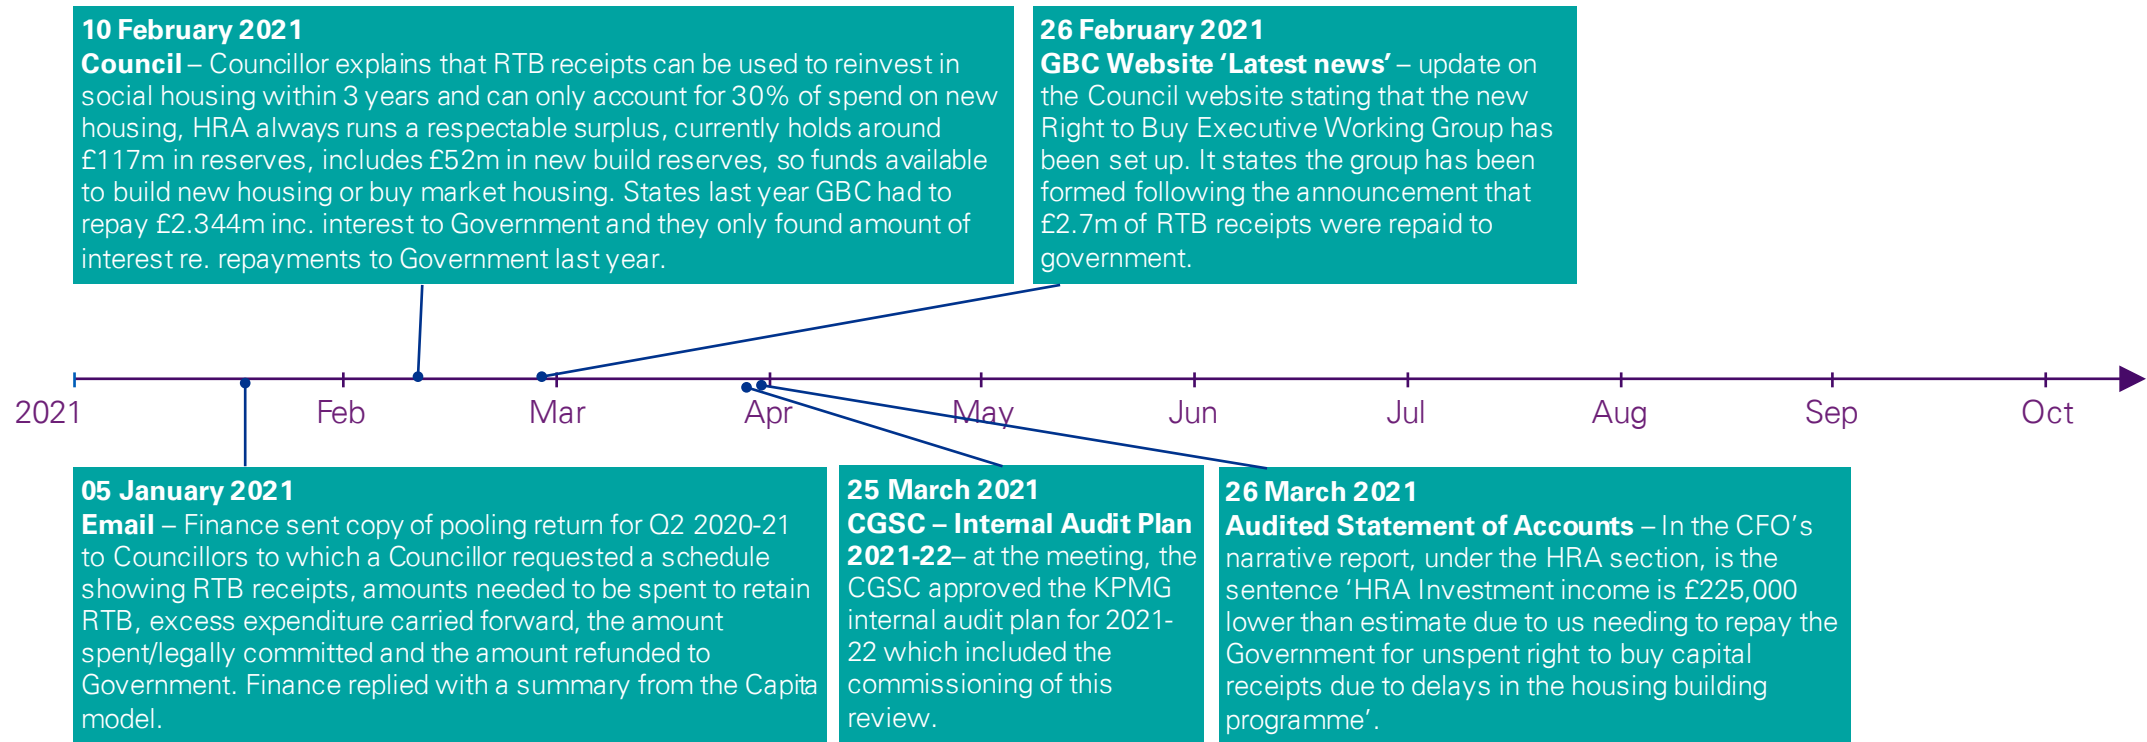 10 February 2021
Council – Councillor explains that RTB receipts can be used to reinvest in
social housing within 3 years and can only account for 30% of spend on new
housing, HRA always runs a respectable surplus, currently holds around
£117m in reserves, includes £52m in new build reserves, so funds available
to build new housing or buy market housing. States last year GBC had to
repay £2.344m inc. interest to Government and they only found amount of
interest re. repayments to Government last year.
26 February 2021
GBC Website ‘Latest news’ – update on
the Council website stating that the new
Right to Buy Executive Working Group has
been set up. It states the group has been
formed following the announcement that
£2.7m of RTB receipts were repaid to
government.
2021 Feb Mar Apr May Jun Jul Aug Sep Oct
05 January 2021
Email – Finance sent copy of pooling return for Q2 2020-21
to Councillors to which a Councillor requested a schedule
showing RTB receipts, amounts needed to be spent to retain
RTB, excess expenditure carried forward, the amount
spent/legally committed and the amount refunded to
Government. Finance replied with a summary from the Capita
model.
25 March 2021
CGSC – Internal Audit Plan
2021-22– at the meeting, the
CGSC approved the KPMG
internal audit plan for 2021-
22 which included the
commissioning of this
review.
26 March 2021
Audited Statement of Accounts – In the CFO’s
narrative report, under the HRA section, is the
sentence ‘HRA Investment income is £225,000
lower than estimate due to us needing to repay the
Government for unspent right to buy capital
receipts due to delays in the housing building
programme’.